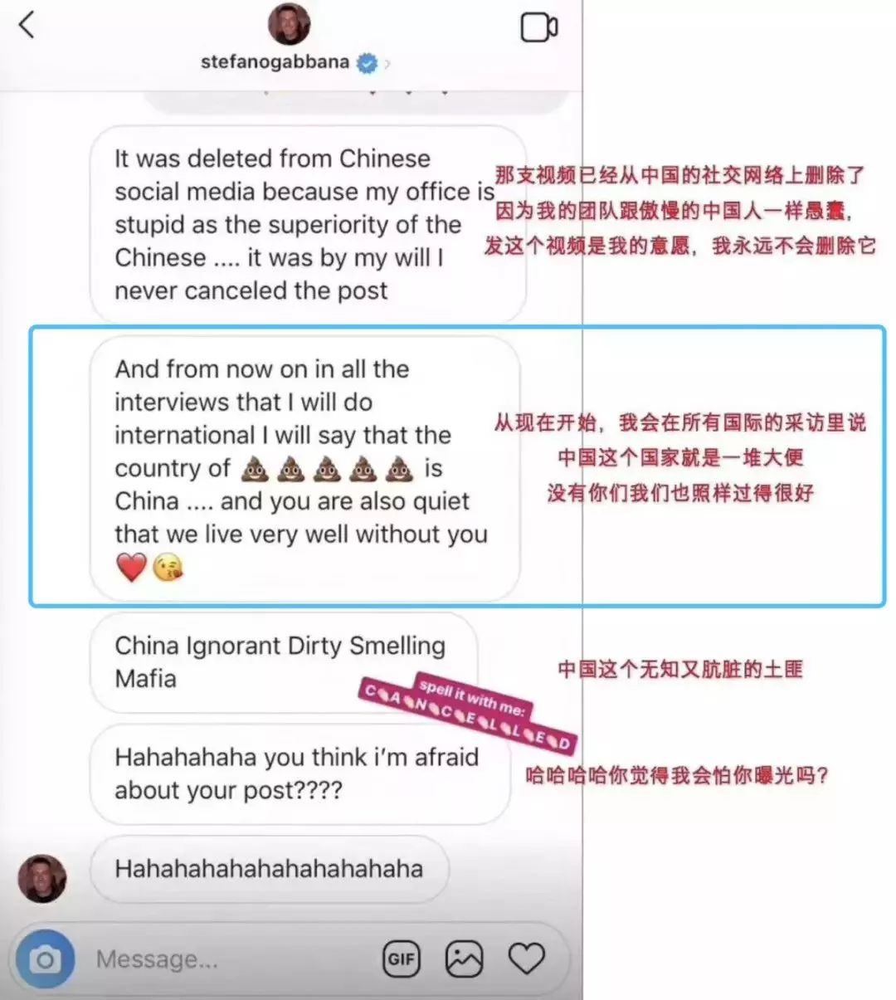 stefanogabbana
It was deleted from Chinese
social media because my office is
stupid as the superiority of the
Chinese .... it was by my will I
never canceled the post
那支视频已经从中国的社交网络上删除了
因为我的团队跟傲慢的中国人一样愚蠢，
发这个视频是我的意愿，我永远不会删除它
And from now on in all the
interviews that I will do
international I will say that the
country of 💩💩💩💩💩 is
China .... and you are also quiet
that we live very well without you
❤️😘
从现在开始，我会在所有国际的采访里说
中国这个国家就是一堆大便
没有你们我们也照样过得很好
China Ignorant Dirty Smelling
Mafia
中国这个无知又肮脏的土匪
spell it with me:
C A N C E L L E D
Hahahahaha you think i’m afraid
about your post????
哈哈哈哈你觉得我会怕你曝光吗？
Hahahahahahahahahahaha
Message...
GIF